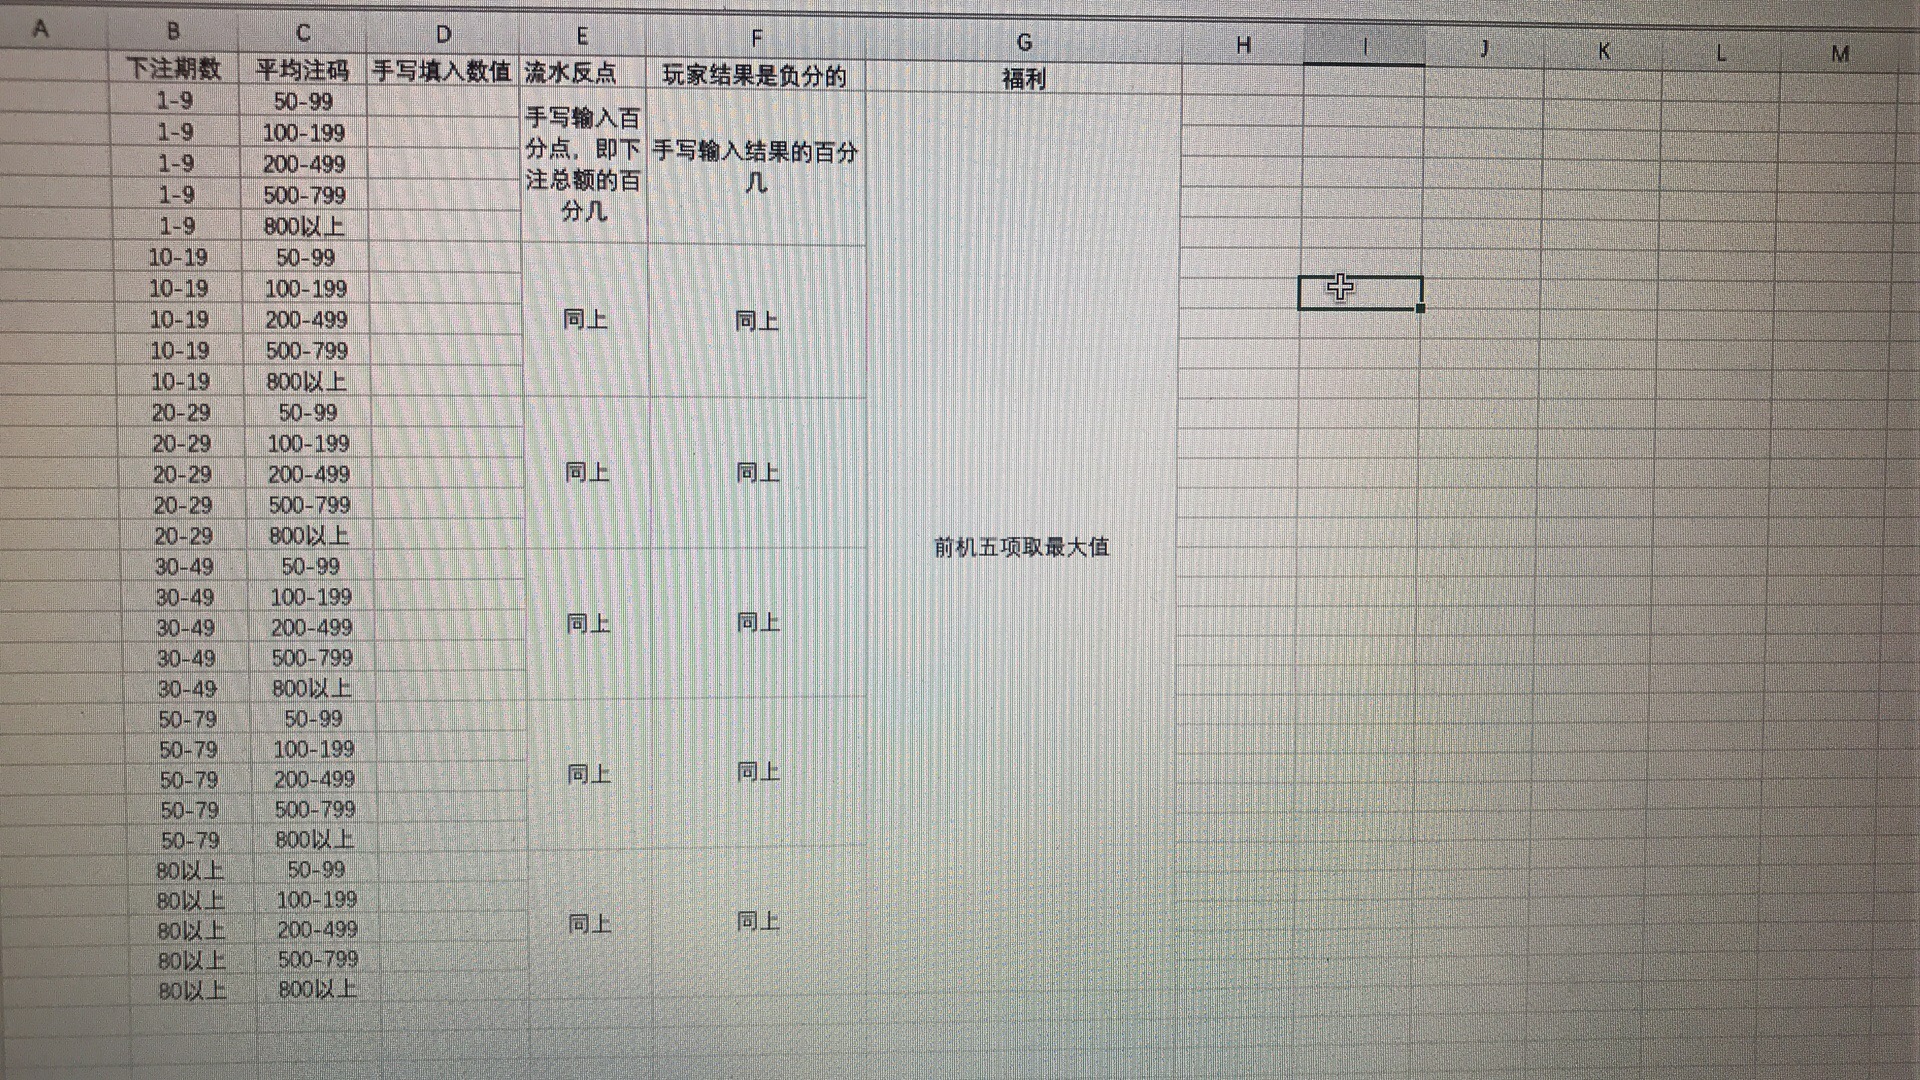 A B C D E F G H I J K L M
下注期数 平均注码 手写填入数值 流水反点 玩家结果是负分的 福利
1-9 50-99
1-9 100-199
1-9 200-499
1-9 500-799
1-9 800以上
手写输入百
分点，即下
注总额的百
分几
手写输入结果的百分
几
10-19 50-99
10-19 100-199
10-19 200-499
10-19 500-799
10-19 800以上
同上 同上
20-29 50-99
20-29 100-199
20-29 200-499
20-29 500-799
20-29 800以上
同上 同上
前机五项取最大值
30-49 50-99
30-49 100-199
30-49 200-499
30-49 500-799
30-49 800以上
同上 同上
50-79 50-99
50-79 100-199
50-79 200-499
50-79 500-799
50-79 800以上
同上 同上
80以上 50-99
80以上 100-199
80以上 200-499
80以上 500-799
80以上 800以上
同上 同上